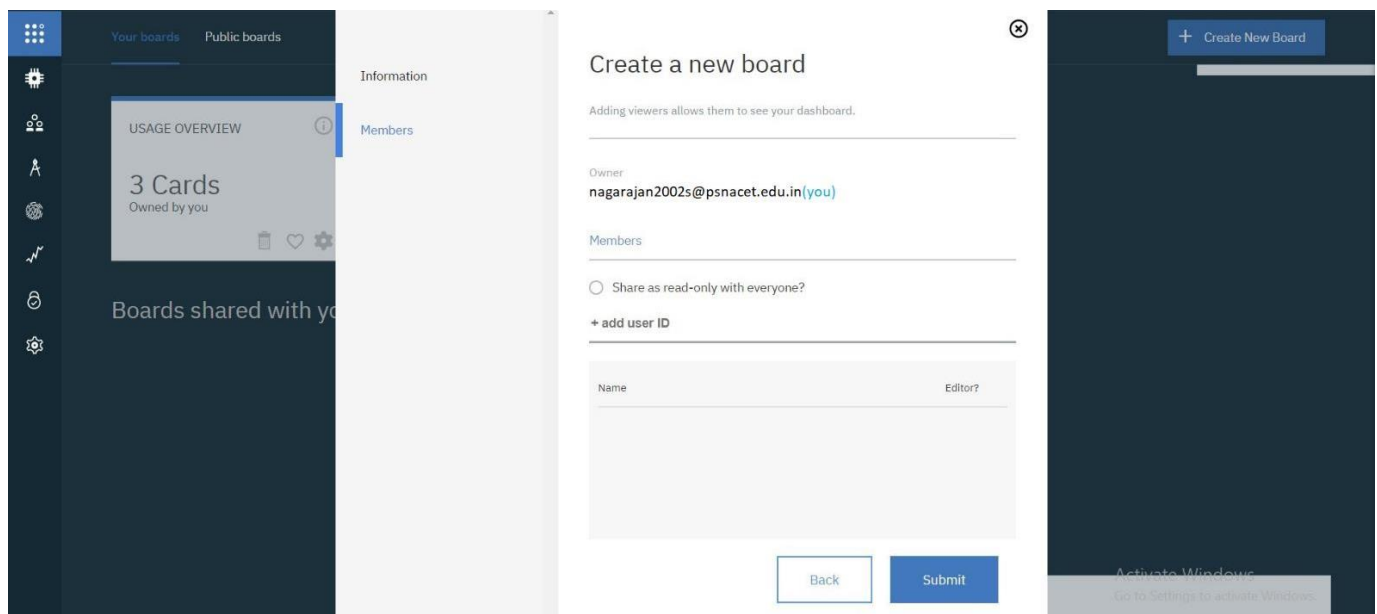 Your boards
Public boards
Create New Board
USAGE OVERVIEW
3 Cards
Owned by you
Boards shared with yo
Information
Members
Create a new board
Adding viewers allows them to see your dashboard.
Owner
nagarajan2002s@psnacet.edu.in(you)
Members
Share as read-only with everyone?
+ add user ID
Name Editor?
Back Submit
Activate Windows
Go to Settings to activate Windows.